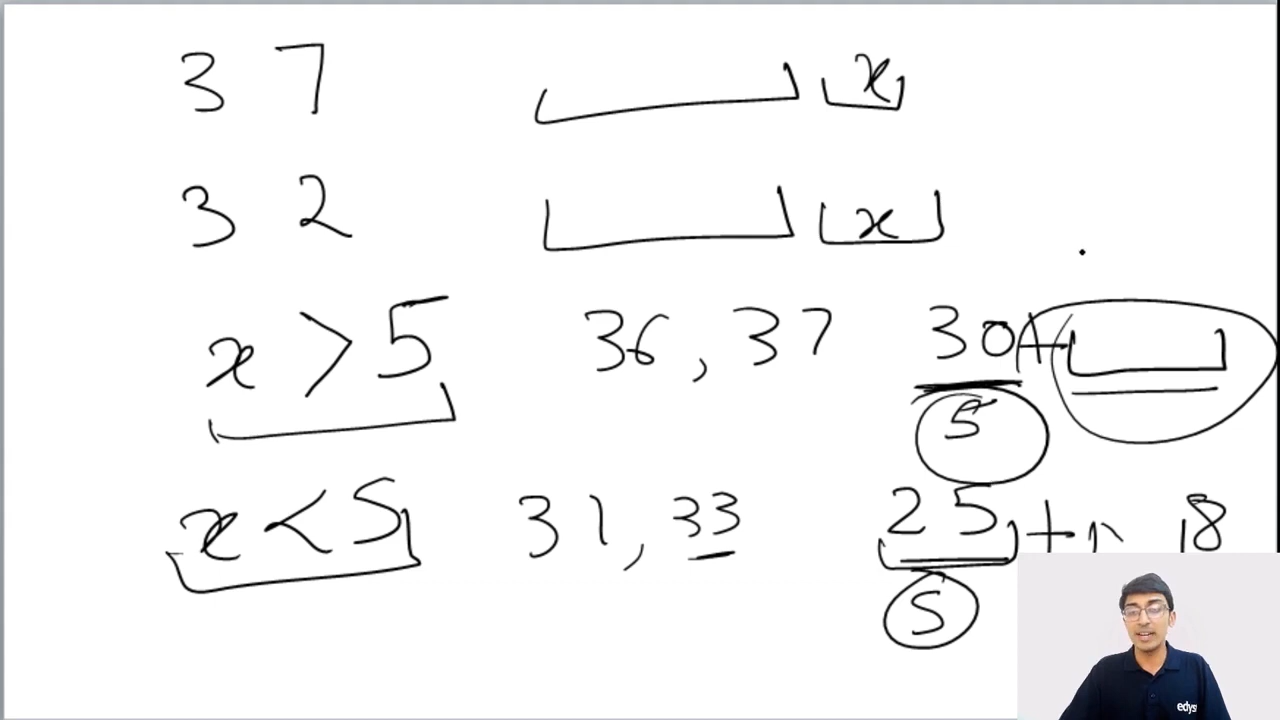 3 7 x
3 2 x
x > 5 36, 37 30 +
5
x < 5 31, 33 25 + n 18
5
edys